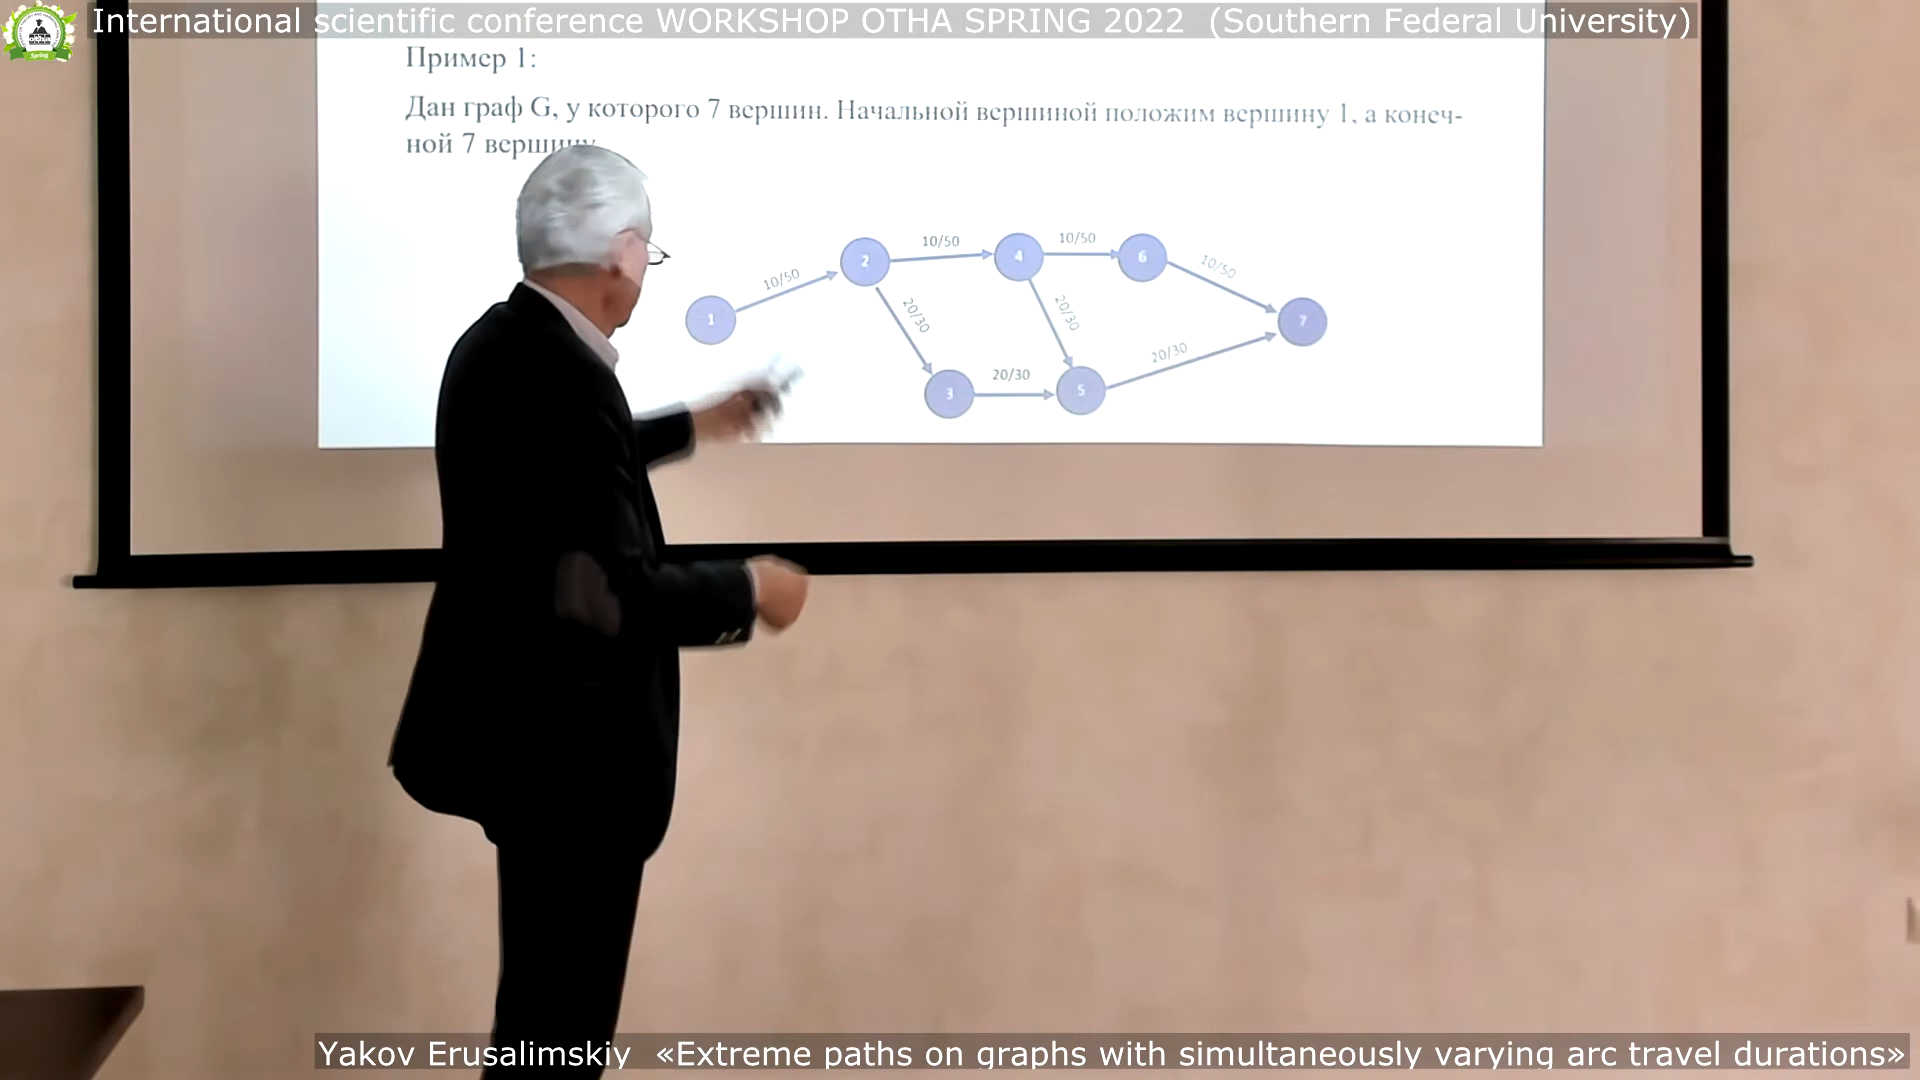 International scientific conference WORKSHOP OTHA SPRING 2022 (Southern Federal University)
Spring
Пример 1:
Дан граф G, у которого 7 вершин. Начальной вершиной положим вершину 1, а конеч-
ной 7 вершину
10/50
10/50
10/50
10/50
20/30
20/30
20/30
20/30
1
2
4
6
7
3
5
Yakov Erusalimskiy «Extreme paths on graphs with simultaneously varying arc travel durations»